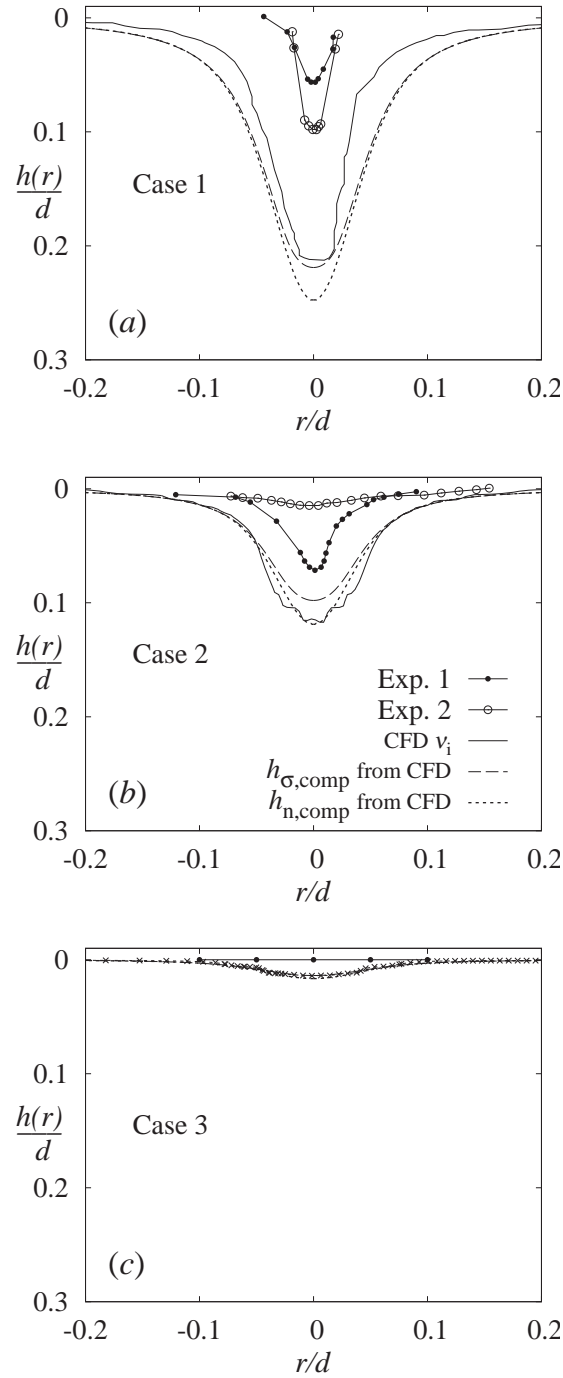 0
0.1
h(r)
d
Case 1
0.2
(a)
0.3
-0.2 -0.1 0 0.1 0.2
r/d
0
0.1
h(r)
d
Case 2
0.2
Exp. 1
Exp. 2
CFD νi
hσ,comp from CFD
hn,comp from CFD
(b)
0.3
-0.2 -0.1 0 0.1 0.2
r/d
0
0.1
h(r)
d
Case 3
0.2
(c)
0.3
-0.2 -0.1 0 0.1 0.2
r/d